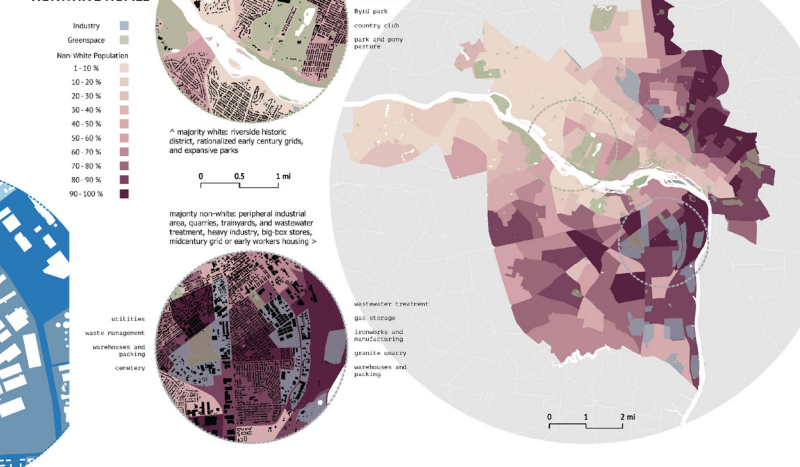 Industry
Greenspace
Non-White Population
1 - 10 %
10 - 20 %
20 - 30 %
30 - 40 %
40 - 50 %
50 - 60 %
60 - 70 %
70 - 80 %
80 - 90 %
90 - 100 %
Byrd park
country club
park and pony
pasture
^ majority white: riverside historic
district, rationalized early century grids,
and expansive parks
0 0.5 1 mi
majority non-white: peripheral industrial
area, quarries, trainyards, and wastewater
treatment, heavy industry, big-box stores,
midcentury grid or early workers housing >
utilities
waste management
warehouses and
packing
cemetery
wastewater treatment
gas storage
ironworks and
manufacturing
granite quarry
warehouses and
packing
0 1 2 mi